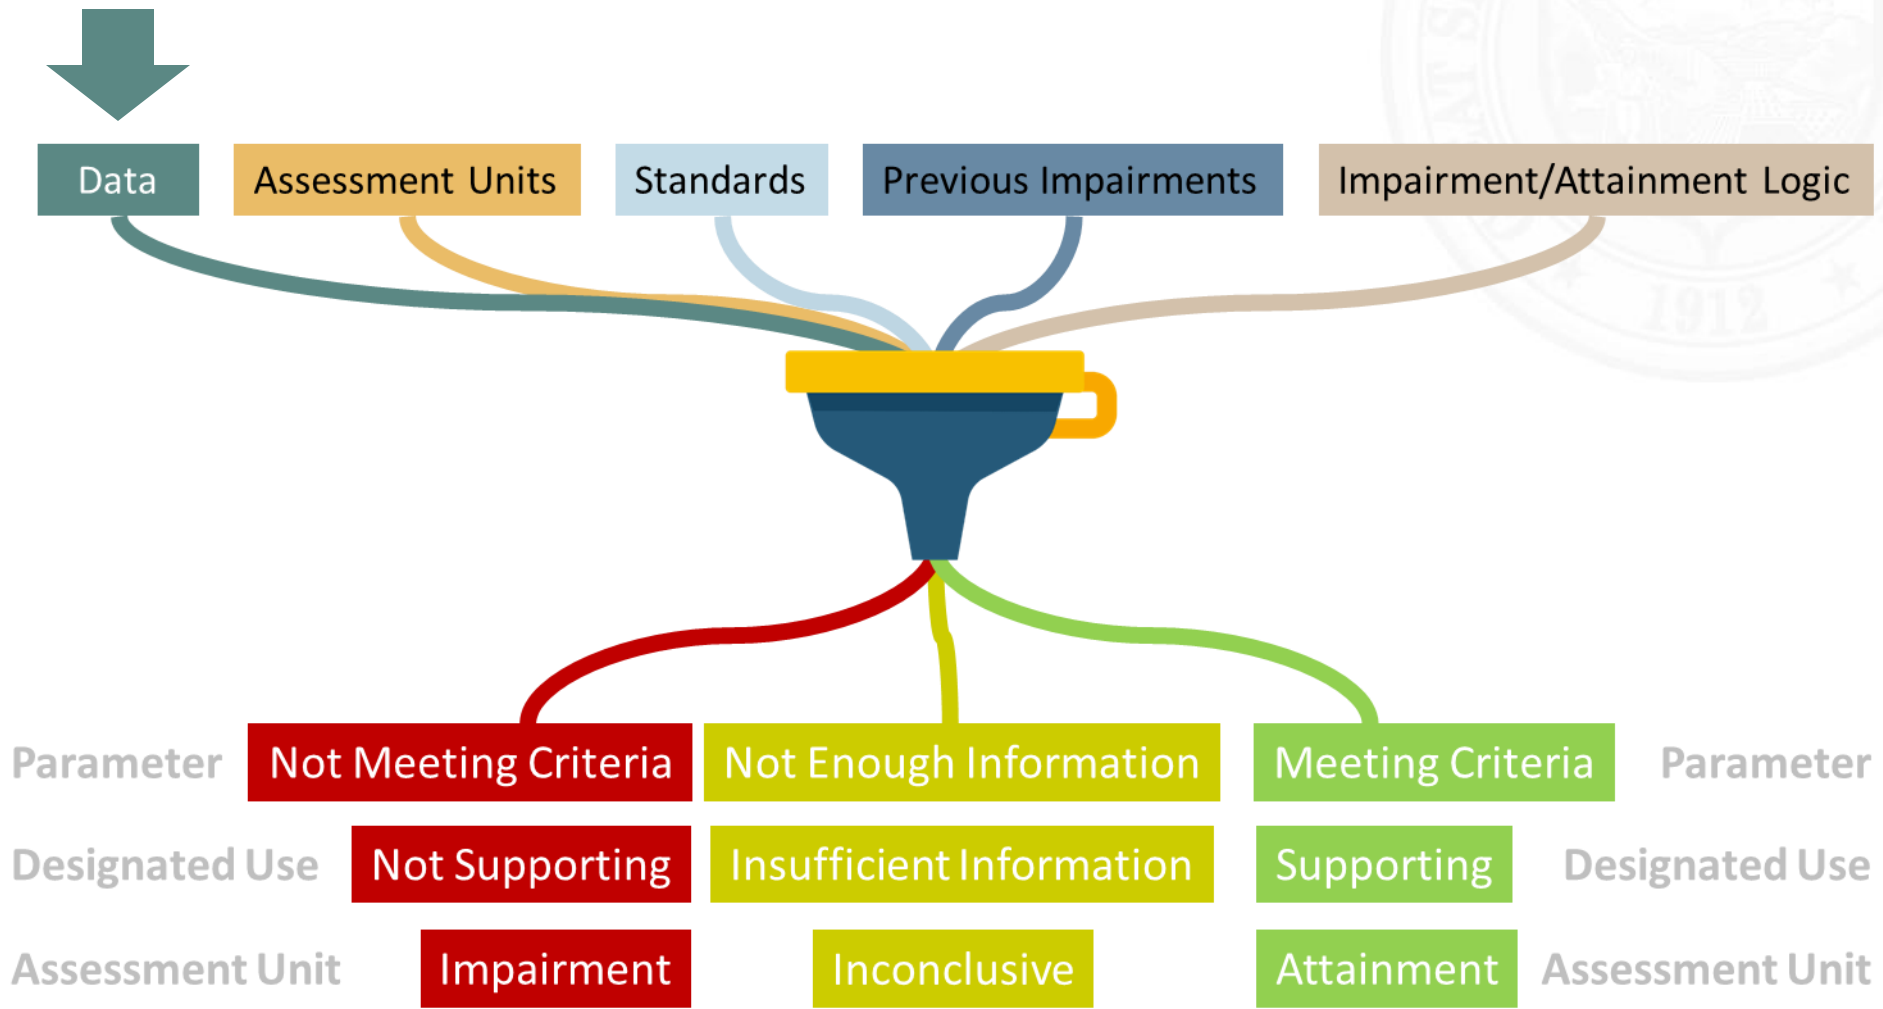 Data
Assessment Units
Standards
Previous Impairments
Impairment/Attainment Logic
1912
Parameter
Not Meeting Criteria
Not Enough Information
Meeting Criteria
Parameter
Designated Use
Not Supporting
Insufficient Information
Supporting
Designated Use
Assessment Unit
Impairment
Inconclusive
Attainment
Assessment Unit